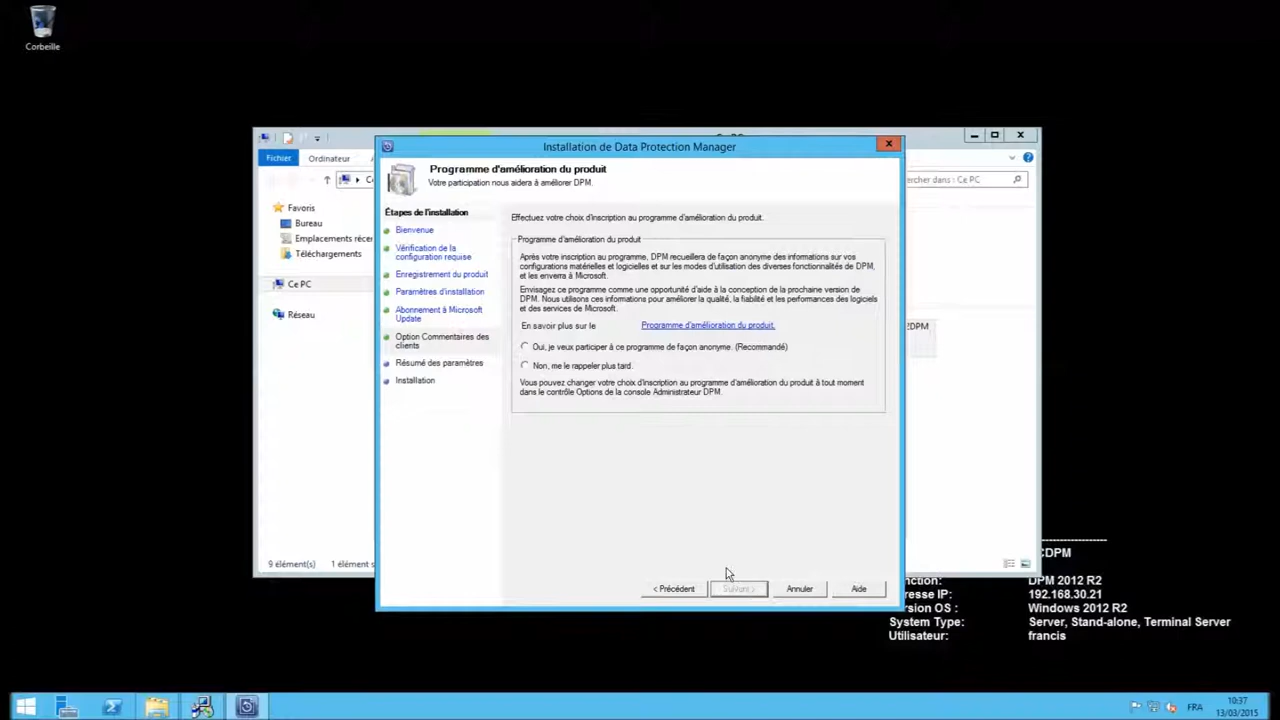 Corbeille
Installation de Data Protection Manager
Fichier
Ordinateur
Programme d'amélioration du produit
Votre participation nous aidera à améliorer DPM.
Étapes de l'installation
Bienvenue
Vérification de la
configuration requise
Enregistrement du produit
Paramètres d'installation
Abonnement à Microsoft
Update
Option Commentaires des
clients
Résumé des paramètres
Installation
Effectuez votre choix d'inscription au programme d'amélioration du produit.
Programme d'amélioration du produit
Après votre inscription au programme, DPM recueillera de façon anonyme des informations sur vos
configurations matérielles et logicielles et sur les modes d'utilisation des diverses fonctionnalités de DPM,
et les enverra à Microsoft.
Envisagez ce programme comme une opportunité d'aide à la conception de la prochaine version de
DPM. Nous utilisons ces informations pour améliorer la qualité, la fiabilité et les performances des logiciels
et des services de Microsoft.
En savoir plus sur le Programme d'amélioration du produit.
Oui, je veux participer à ce programme de façon anonyme. (Recommandé)
Non, me le rappeler plus tard.
Vous pouvez changer votre choix d'inscription au programme d'amélioration du produit à tout moment
dans le contrôle Options de la console Administrateur DPM.
< Précédent
Suivant >
Annuler
Aide
Favoris
Bureau
Emplacements récen
Téléchargements
Ce PC
Réseau
ercher dans : Ce PC
DPM
9 élément(s)
1 élément s
CDPM
nction: DPM 2012 R2
resse IP: 192.168.30.21
ersion OS : Windows 2012 R2
System Type: Server, Stand-alone, Terminal Server
Utilisateur: francis
FRA
10:37
13/03/2015